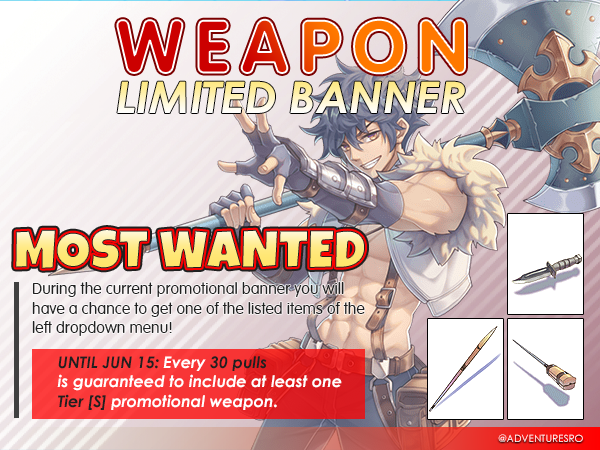 WEAPON
LIMITED BANNER
MOST WANTED
During the current promotional banner you will
have a chance to get one of the listed items of the
left dropdown menu!
UNTIL JUN 15: Every 30 pulls
is guaranteed to include at least one
Tier [S] promotional weapon.
@ADVENTURESRO